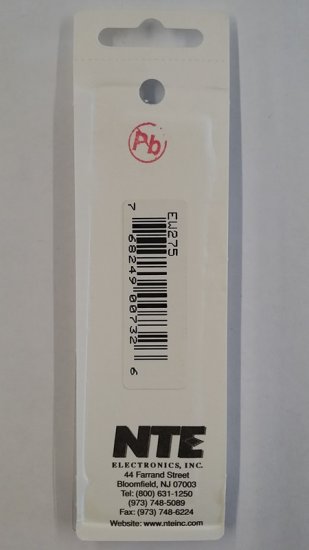 Pb
EW275
7 68249 00732 6
NTE
ELECTRONICS, INC.
44 Farrand Street
Bloomfield, NJ 07003
Tel: (800) 631-1250
(973) 748-5089
Fax: (973) 748-6224
Website: www.nteinc.com